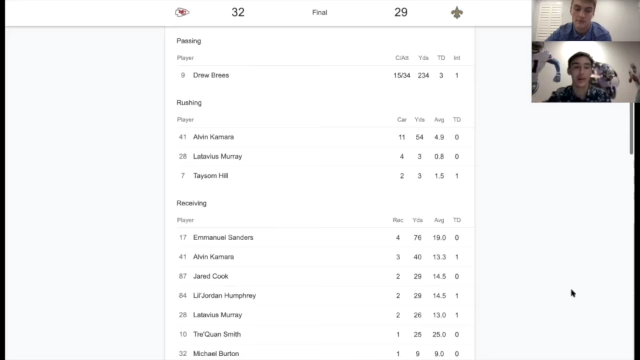 32 Final 29
Passing
Player C/Att Yds TD Int
9 Drew Brees 15/34 234 3 1
Rushing
Player Car Yds Avg TD
41 Alvin Kamara 11 54 4.9 0
28 Latavius Murray 4 3 0.8 0
7 Taysom Hill 2 3 1.5 1
Receiving
Player Rec Yds Avg TD
17 Emmanuel Sanders 4 76 19.0 0
41 Alvin Kamara 3 40 13.3 1
87 Jared Cook 2 29 14.5 0
84 Lil'Jordan Humphrey 2 29 14.5 1
28 Latavius Murray 2 26 13.0 1
10 Tre'Quan Smith 1 25 25.0 0
32 Michael Burton 1 9 9.0 0